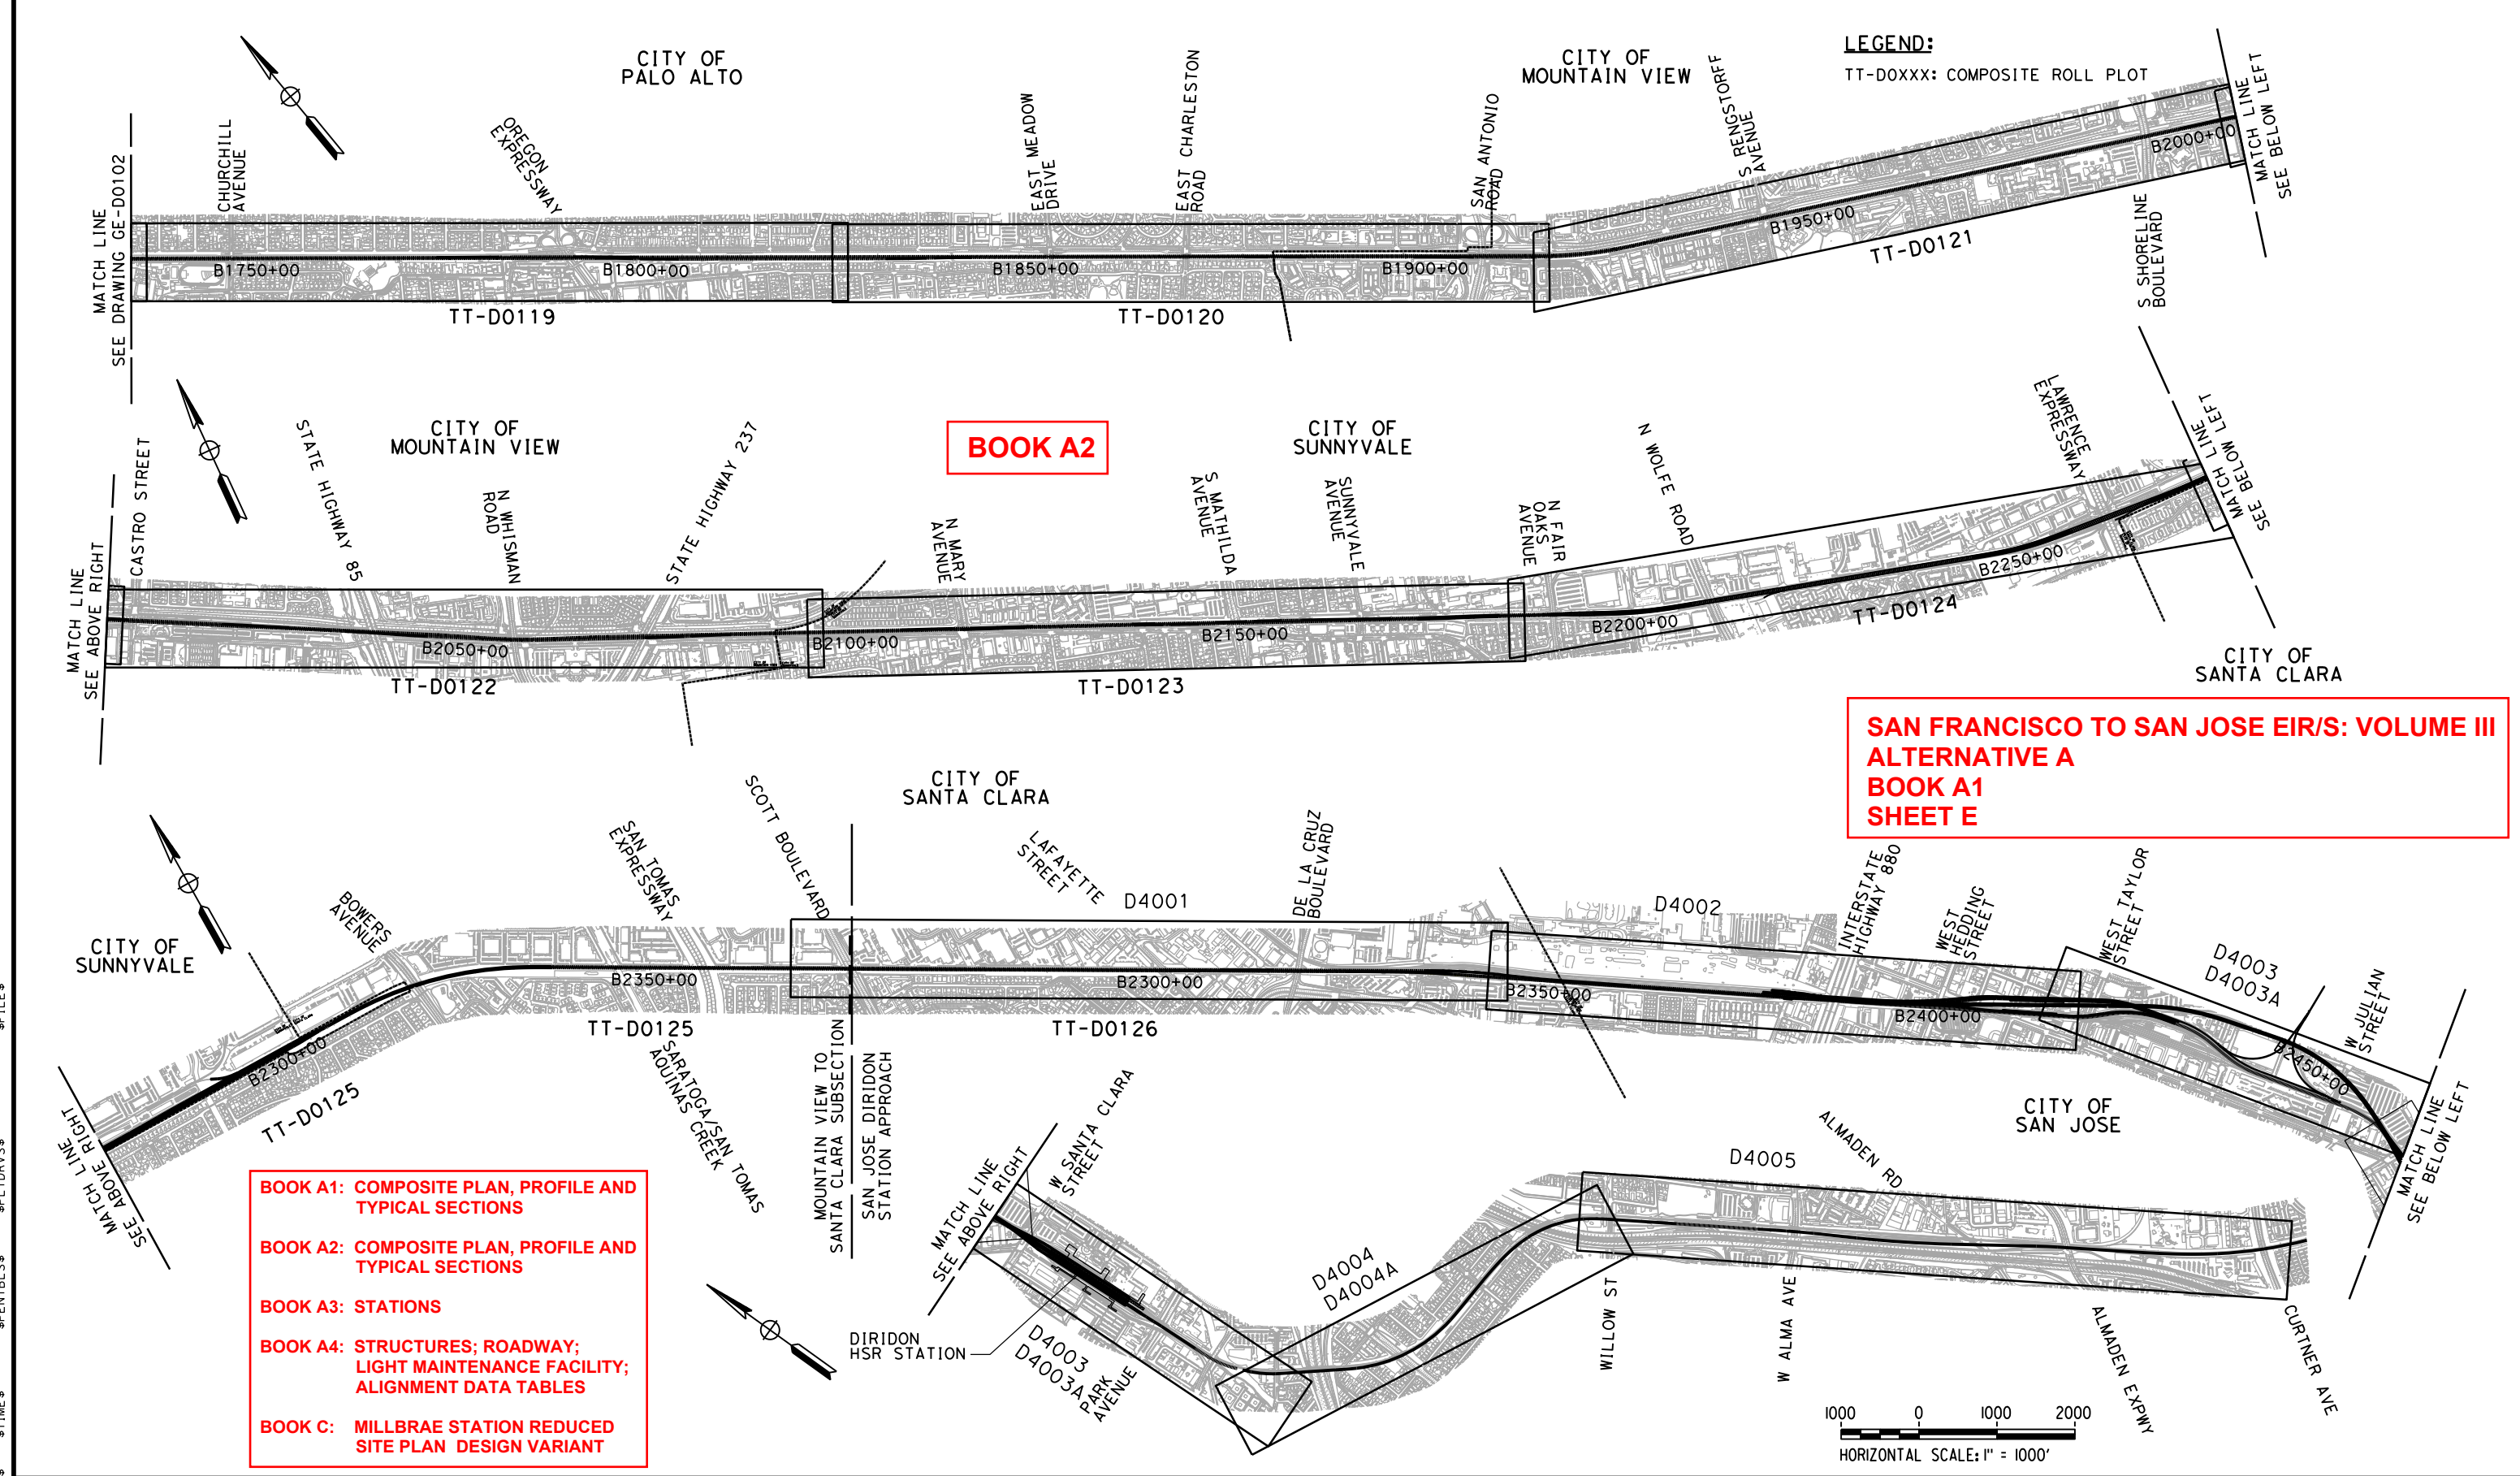 CITY OF
PALO ALTO
CITY OF
MOUNTAIN VIEW
LEGEND:
TT-D0XXX: COMPOSITE ROLL PLOT
MATCH LINE
SEE DRAWING GE-D0102
CHURCHILL
AVENUE
OREGON
EXPRESSWAY
EAST MEADOW
DRIVE
EAST CHARLESTON
ROAD
SAN ANTONIO
ROAD
S RENGSTORFF
AVENUE
S SHORELINE
BOULEVARD
MATCH LINE
SEE BELOW LEFT
B1750+00
B1800+00
B1850+00
B1900+00
B1950+00
B2000+00
TT-D0119
TT-D0120
TT-D0121
CITY OF
MOUNTAIN VIEW
BOOK A2
CITY OF
SUNNYVALE
MATCH LINE
SEE ABOVE RIGHT
CASTRO STREET
STATE HIGHWAY 85
N WHISMAN
ROAD
STATE HIGHWAY 237
N MARY
AVENUE
S MATHILDA
AVENUE
SUNNYVALE
AVENUE
N FAIR
OAKS
AVENUE
N WOLFE ROAD
LAWRENCE
EXPRESSWAY
MATCH LINE
SEE BELOW LEFT
B2050+00
B2100+00
B2150+00
B2200+00
B2250+00
TT-D0122
TT-D0123
TT-D0124
CITY OF
SANTA CLARA
SAN FRANCISCO TO SAN JOSE EIR/S: VOLUME III
ALTERNATIVE A
BOOK A1
SHEET E
CITY OF
SANTA CLARA
CITY OF
SUNNYVALE
MATCH LINE
SEE ABOVE RIGHT
BOWERS
AVENUE
SAN TOMAS
EXPRESSWAY
SCOTT BOULEVARD
LAFAYETTE
STREET
D4001
DE LA CRUZ
BOULEVARD
D4002
INTERSTATE
HIGHWAY 880
WEST
HEDDING
STREET
WEST TAYLOR
STREET
D4003
D4003A
W JULIAN
STREET
MATCH LINE
SEE BELOW LEFT
B2300+00
B2350+00
B2300+00
B2350+00
B2400+00
B2450+00
TT-D0125
TT-D0125
TT-D0126
SARATOGA/SAN TOMAS
AQUINAS CREEK
MOUNTAIN VIEW TO
SANTA CLARA SUBSECTION
SAN JOSE DIRIDON
STATION APPROACH
CITY OF
SAN JOSE
BOOK A1: COMPOSITE PLAN, PROFILE AND
TYPICAL SECTIONS
BOOK A2: COMPOSITE PLAN, PROFILE AND
TYPICAL SECTIONS
BOOK A3: STATIONS
BOOK A4: STRUCTURES; ROADWAY;
LIGHT MAINTENANCE FACILITY;
ALIGNMENT DATA TABLES
BOOK C: MILLBRAE STATION REDUCED
SITE PLAN DESIGN VARIANT
MATCH LINE
SEE ABOVE RIGHT
W SANTA CLARA
STREET
DIRIDON
HSR STATION
D4003
D4003A
PARK
AVENUE
D4004
D4004A
WILLOW ST
D4005
ALMADEN RD
W ALMA AVE
ALMADEN EXPWY
CURTNER AVE
1000 0 1000 2000
HORIZONTAL SCALE: 1" = 1000'
$TIME$